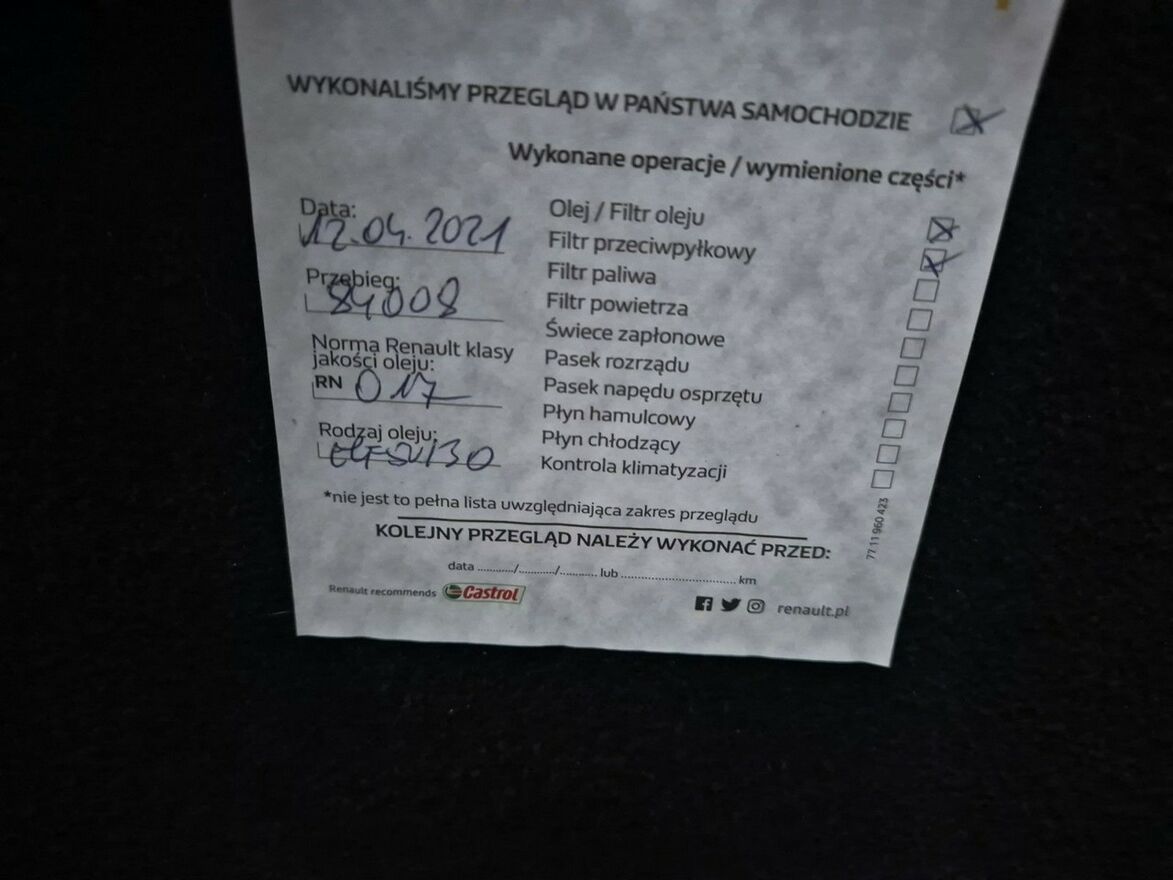 WYKONALIŚMY PRZEGLĄD W PAŃSTWA SAMOCHODZIE
Wykonane operacje / wymienione części*
Data:
12.04.2021
Przebieg:
84008
Norma Renault klasy
jakości oleju:
RN 017
Rodzaj oleju:
Olej / Filtr oleju
Filtr przeciwpyłkowy
Filtr paliwa
Filtr powietrza
Świece zapłonowe
Pasek rozrządu
Pasek napędu osprzętu
Płyn hamulcowy
Płyn chłodzący
Kontrola klimatyzacji
77 11 960 423
*nie jest to pełna lista uwzględniająca zakres przeglądu
KOLEJNY PRZEGLĄD NALEŻY WYKONAĆ PRZED:
data ............/............/............ lub .................................... km
Renault recommends Castrol
renault.pl